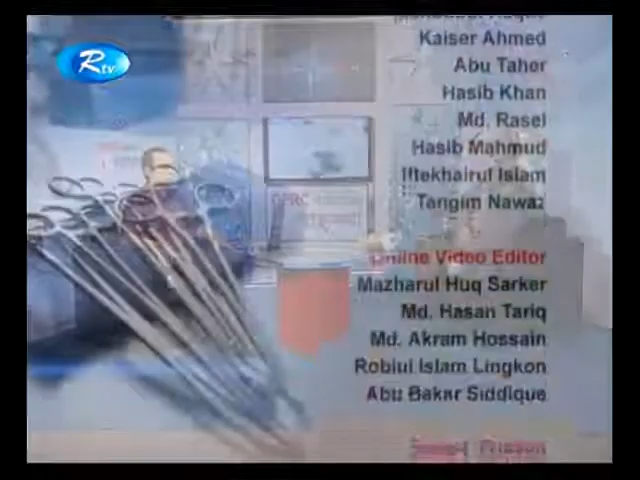 Rtv
Kaiser Ahmed
Abu Taher
Hasib Khan
Md. Rasel
Hasib Mahmud
Iftekhairul Islam
Tangim Nawaz
Online Video Editor
Mazharul Huq Sarker
Md. Hasan Tariq
Md. Akram Hossain
Robiul Islam Lingkon
Abu Bakar Siddique